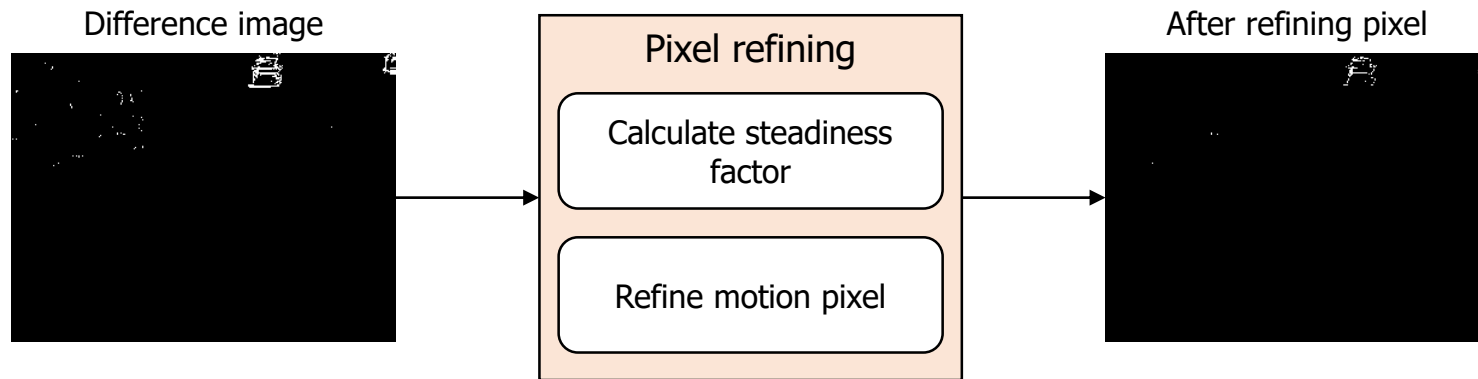 Difference image
Pixel refining
Calculate steadiness
factor
Refine motion pixel
After refining pixel